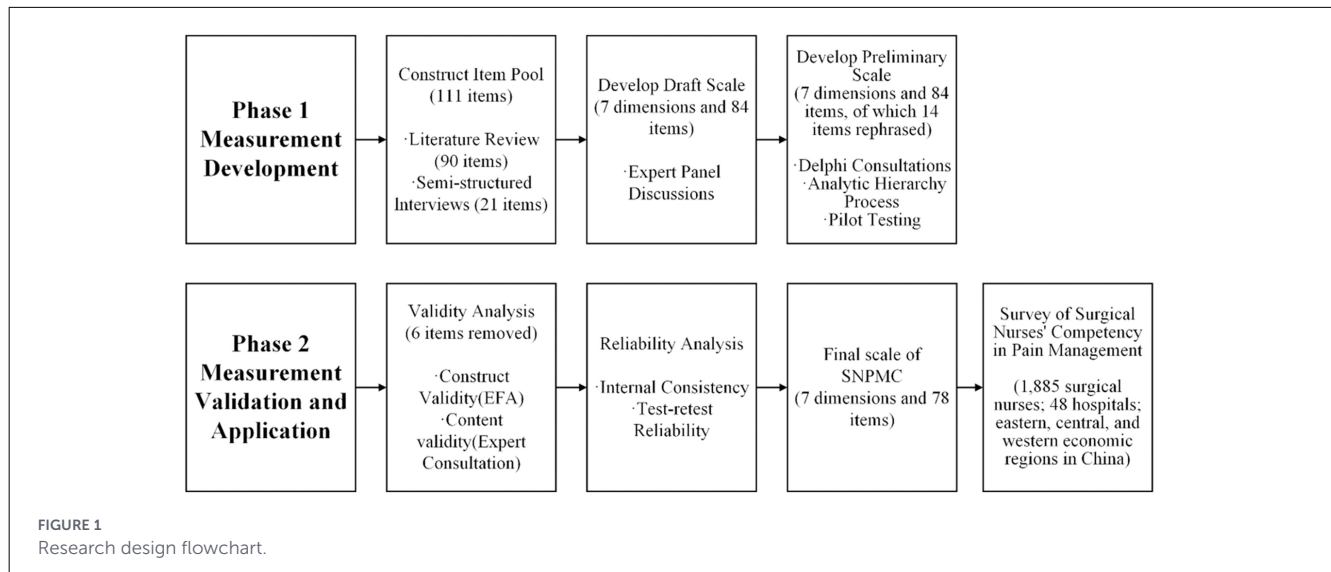 Phase 1
Measurement
Development
Construct Item Pool
(111 items)
·Literature Review
(90 items)
·Semi-structured
Interviews (21 items)
Develop Draft Scale
(7 dimensions and 84
items)
·Expert Panel
Discussions
Develop Preliminary
Scale
(7 dimensions and 84
items, of which 14
items rephrased)
·Delphi Consultations
·Analytic Hierarchy
Process
·Pilot Testing
Phase 2
Measurement
Validation and
Application
Validity Analysis
(6 items removed)
·Construct
Validity(EFA)
·Content
validity(Expert
Consultation)
Reliability Analysis
·Internal Consistency
·Test-retest
Reliability
Final scale of
SNPMC
(7 dimensions and 78
items)
Survey of Surgical
Nurses' Competency
in Pain Management
(1,885 surgical
nurses; 48 hospitals;
eastern, central, and
western economic
regions in China)
FIGURE 1
Research design flowchart.